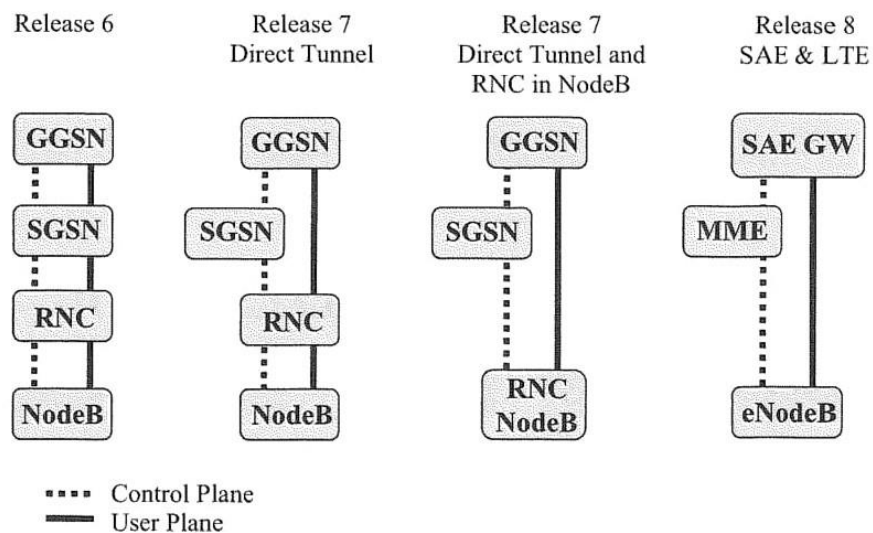 Release 6
Release 7
Direct Tunnel
Release 7
Direct Tunnel and
RNC in NodeB
Release 8
SAE & LTE
GGSN
SGSN
RNC
NodeB
GGSN
SGSN
RNC
NodeB
GGSN
SGSN
RNC
NodeB
SAE GW
MME
eNodeB
Control Plane
User Plane